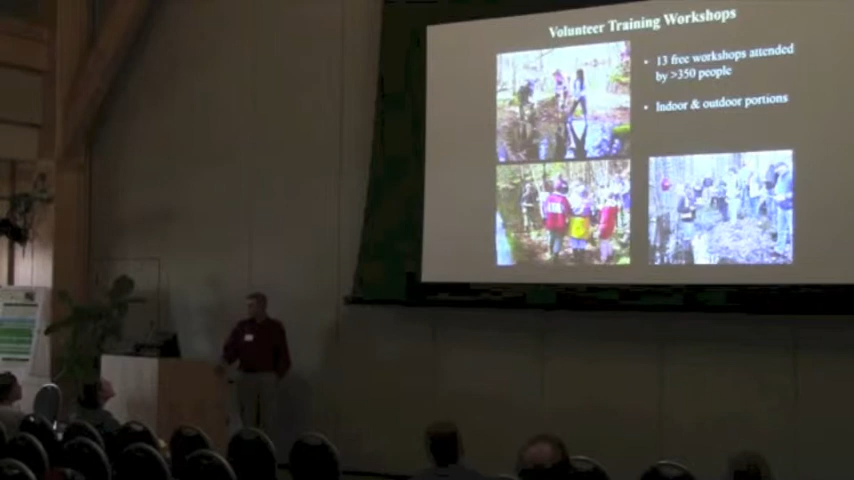 Volunteer Training Workshops
• 13 free workshops attended
by >350 people
• Indoor & outdoor portions